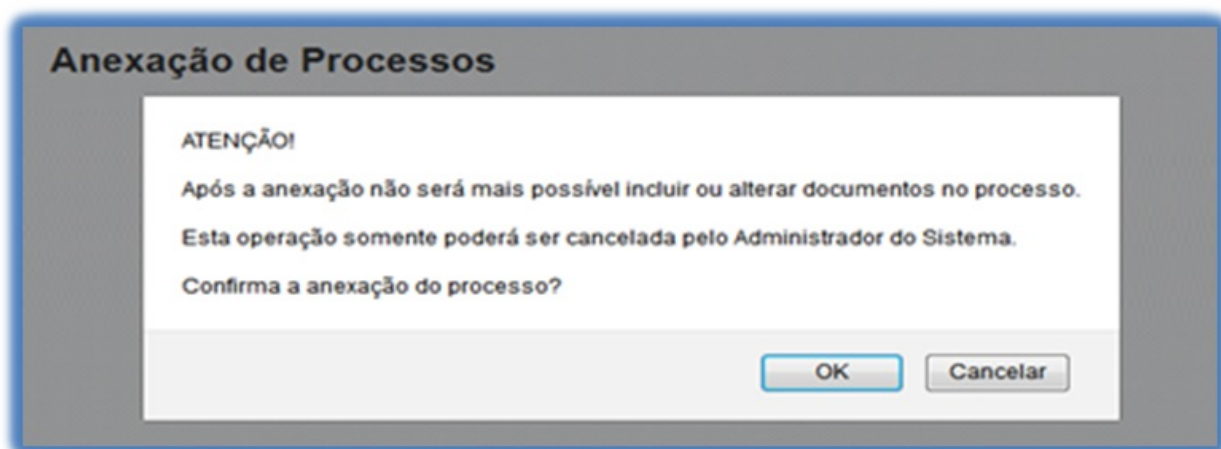 Anexação de Processos
ATENÇÃO!
Após a anexação não será mais possível incluir ou alterar documentos no processo.
Esta operação somente poderá ser cancelada pelo Administrador do Sistema.
Confirma a anexação do processo?
OK Cancelar